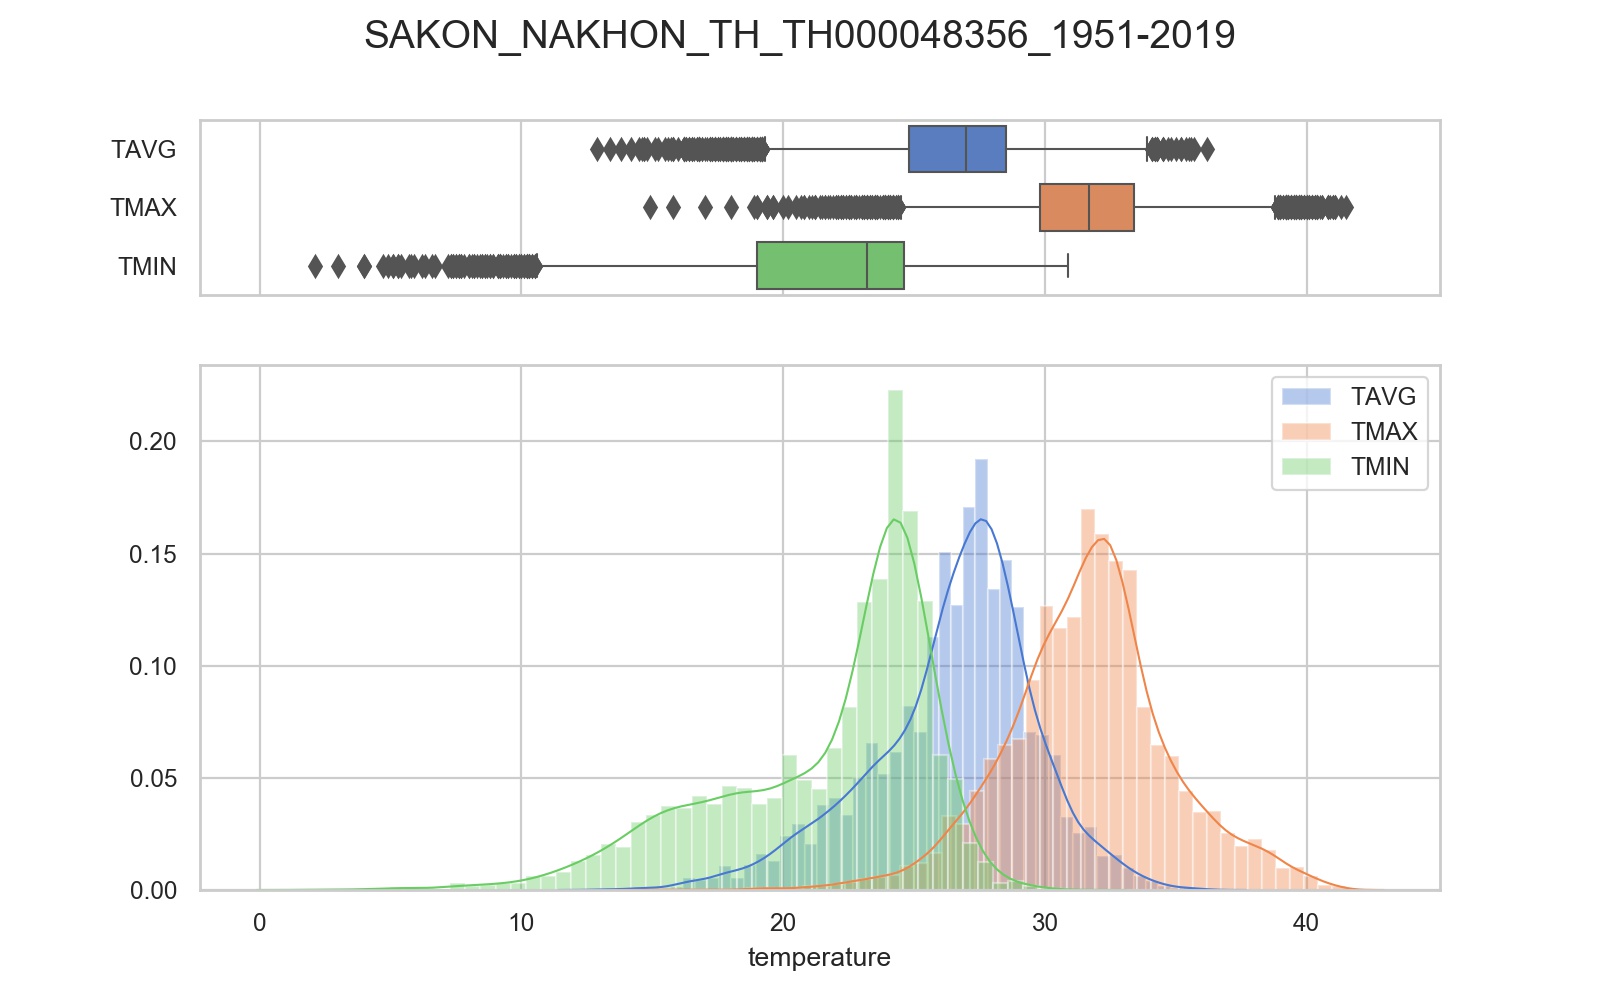 SAKON_NAKHON_TH_TH000048356_1951-2019
TAVG
TMAX
TMIN
TAVG
TMAX
TMIN
0.20
0.15
0.10
0.05
0.00
0 10 20 30 40
temperature